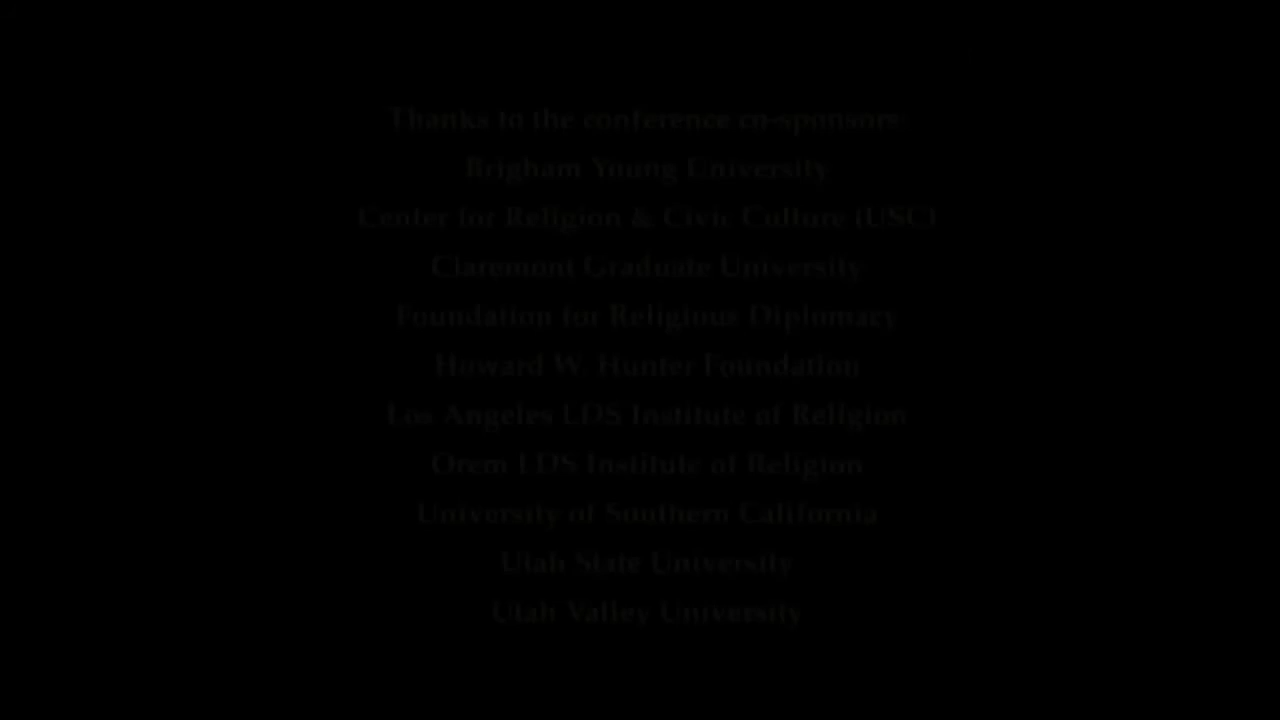 Thanks to the conference co-sponsors:
Brigham Young University
Center for Religion & Civic Culture (USC)
Claremont Graduate University
Foundation for Religious Diplomacy
Howard W. Hunter Foundation
Los Angeles LDS Institute of Religion
Orem LDS Institute of Religion
University of Southern California
Utah State University
Utah Valley University